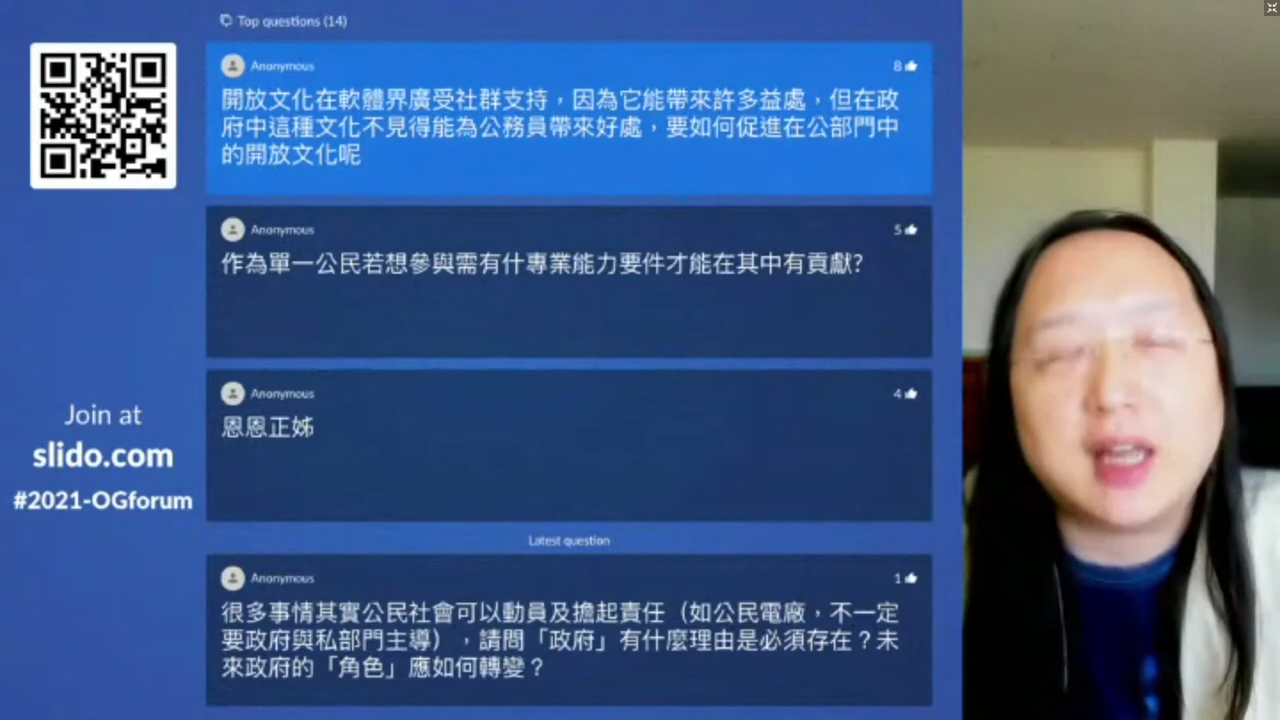 Top questions (14)
Anonymous
8
開放文化在軟體界廣受社群支持，因為它能帶來許多益處，但在政
府中這種文化不見得能為公務員帶來好處，要如何促進在公部門中
的開放文化呢
Anonymous
5
作為單一公民若想參與需有什專業能力要件才能在其中有貢獻?
Anonymous
4
恩恩正姊
Latest question
Anonymous
1
很多事情其實公民社會可以動員及擔起責任（如公民電廠，不一定
要政府與私部門主導），請問「政府」有什麼理由是必須存在？未
來政府的「角色」應如何轉變？
Join at
slido.com
#2021-OGforum